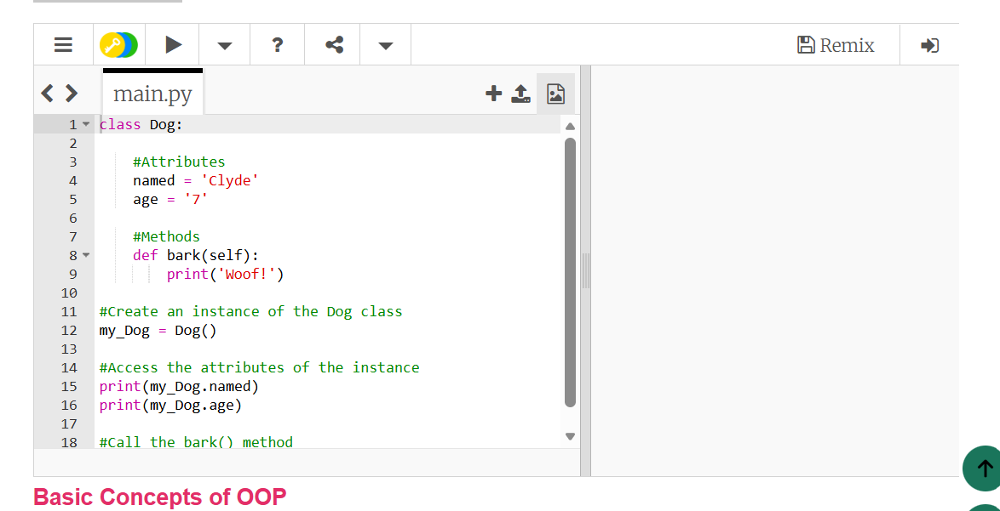 ? Remix
main.py
1 class Dog:
2
3 #Attributes
4 named = 'Clyde'
5 age = '7'
6
7 #Methods
8 def bark(self):
9 print('Woof!')
10
11 #Create an instance of the Dog class
12 my_Dog = Dog()
13
14 #Access the attributes of the instance
15 print(my_Dog.named)
16 print(my_Dog.age)
17
18 #Call the bark() method
Basic Concepts of OOP